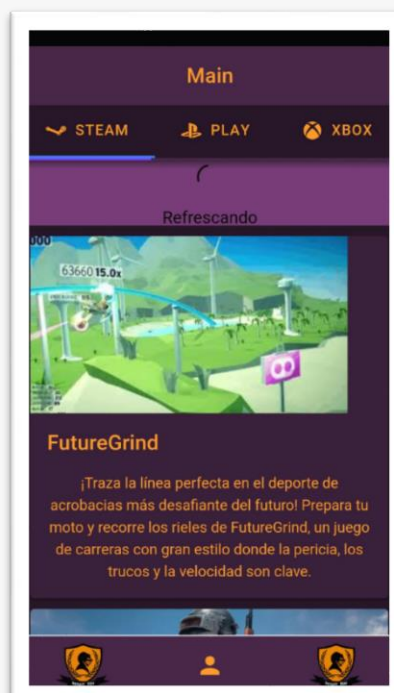 Main
STEAM
PLAY
XBOX
Refrescando
000
63660 15.0x
FutureGrind
¡Traza la línea perfecta en el deporte de
acrobacias más desafiante del futuro! Prepara tu
moto y recorre los rieles de FutureGrind, un juego
de carreras con gran estilo donde la pericia, los
trucos y la velocidad son clave.